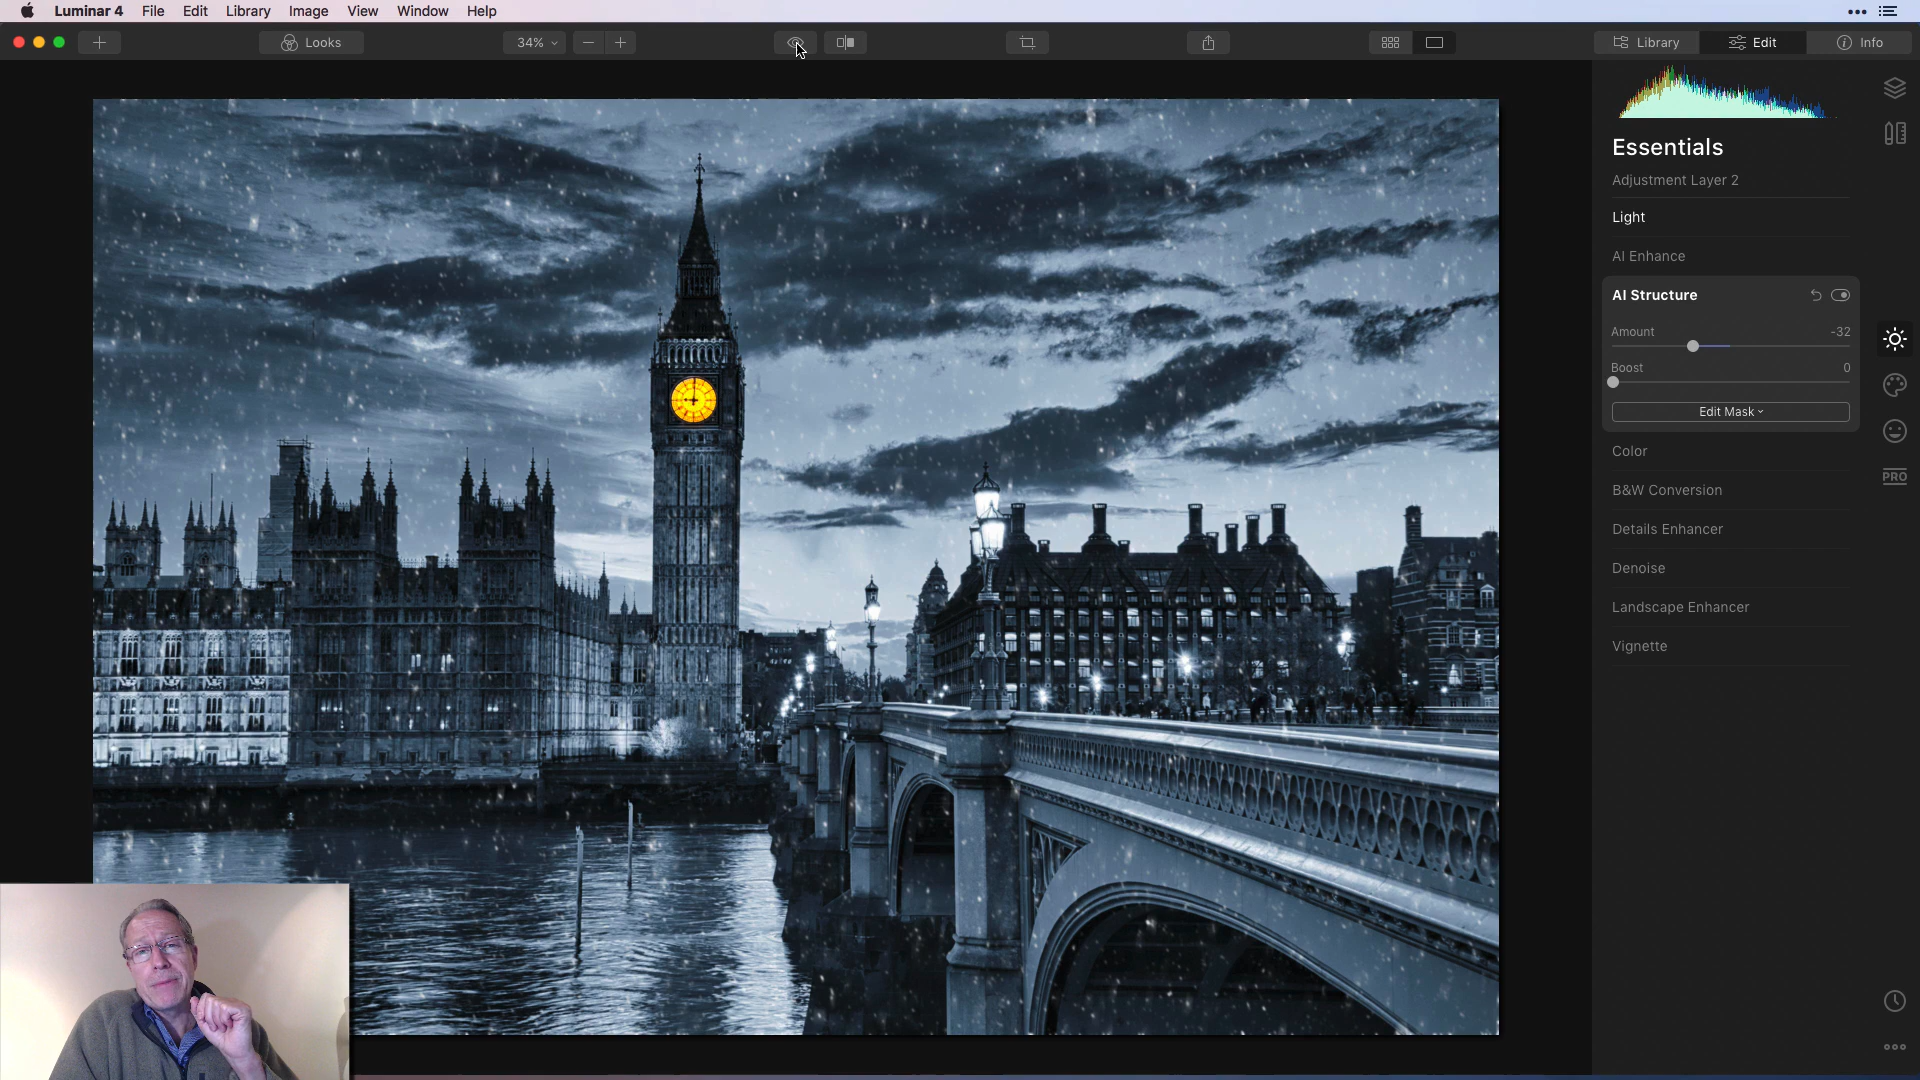 Luminar 4 File Edit Library Image View Window Help
Looks 34% Library Edit Info
Essentials
Adjustment Layer 2
Light
AI Enhance
AI Structure
Amount -32
Boost 0
Edit Mask
Color
B&W Conversion
PRO
Details Enhancer
Denoise
Landscape Enhancer
Vignette